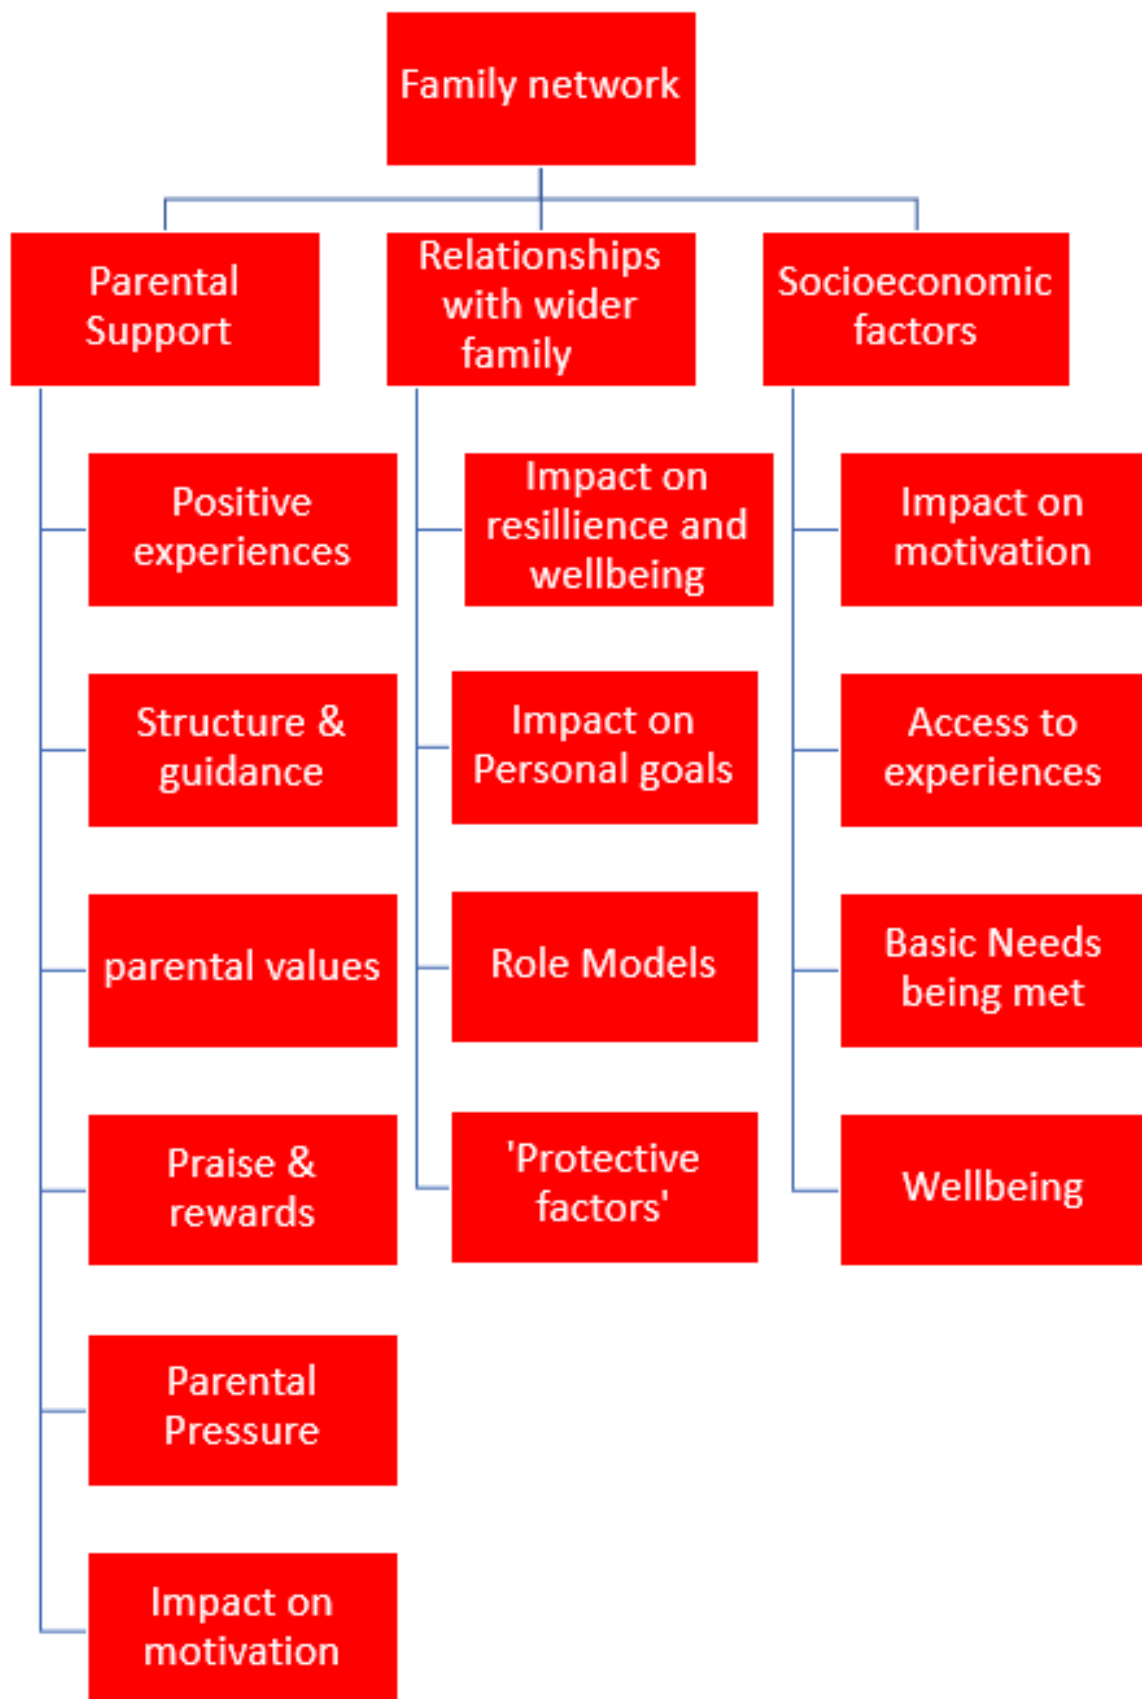 Family network
Parental
Support
Relationships
with wider
family
Socioeconomic
factors
Positive
experiences
Structure &
guidance
parental values
Praise &
rewards
Parental
Pressure
Impact on
motivation
Impact on
resillience and
wellbeing
Impact on
Personal goals
Role Models
'Protective
factors'
Impact on
motivation
Access to
experiences
Basic Needs
being met
Wellbeing